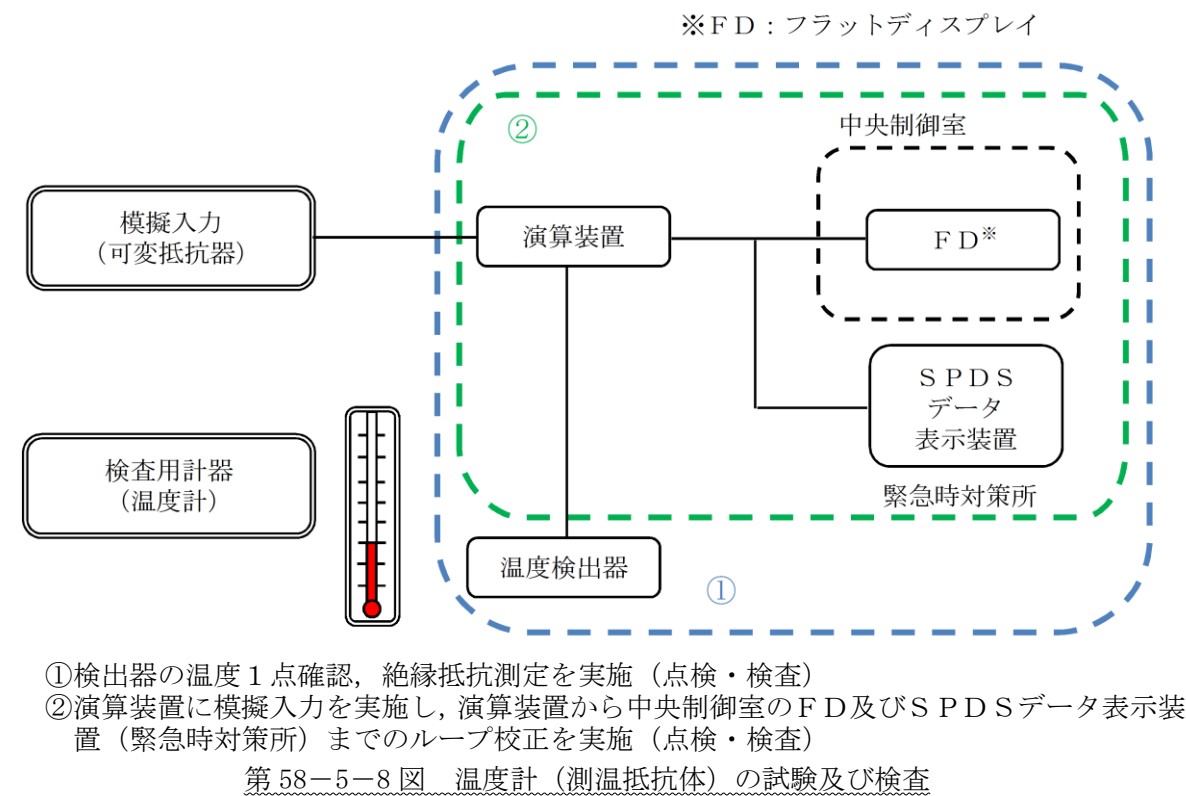 ※ＦＤ：フラットディスプレイ
②
中央制御室
模擬入力
（可変抵抗器）
演算装置
ＦＤ※
ＳＰＤＳ
データ
表示装置
検査用計器
（温度計）
緊急時対策所
温度検出器
①
①検出器の温度１点確認，絶縁抵抗測定を実施（点検・検査）
②演算装置に模擬入力を実施し，演算装置から中央制御室のＦＤ及びＳＰＤＳデータ表示装
置（緊急時対策所）までのループ校正を実施（点検・検査）
第 58－5－8 図　温度計（測温抵抗体）の試験及び検査